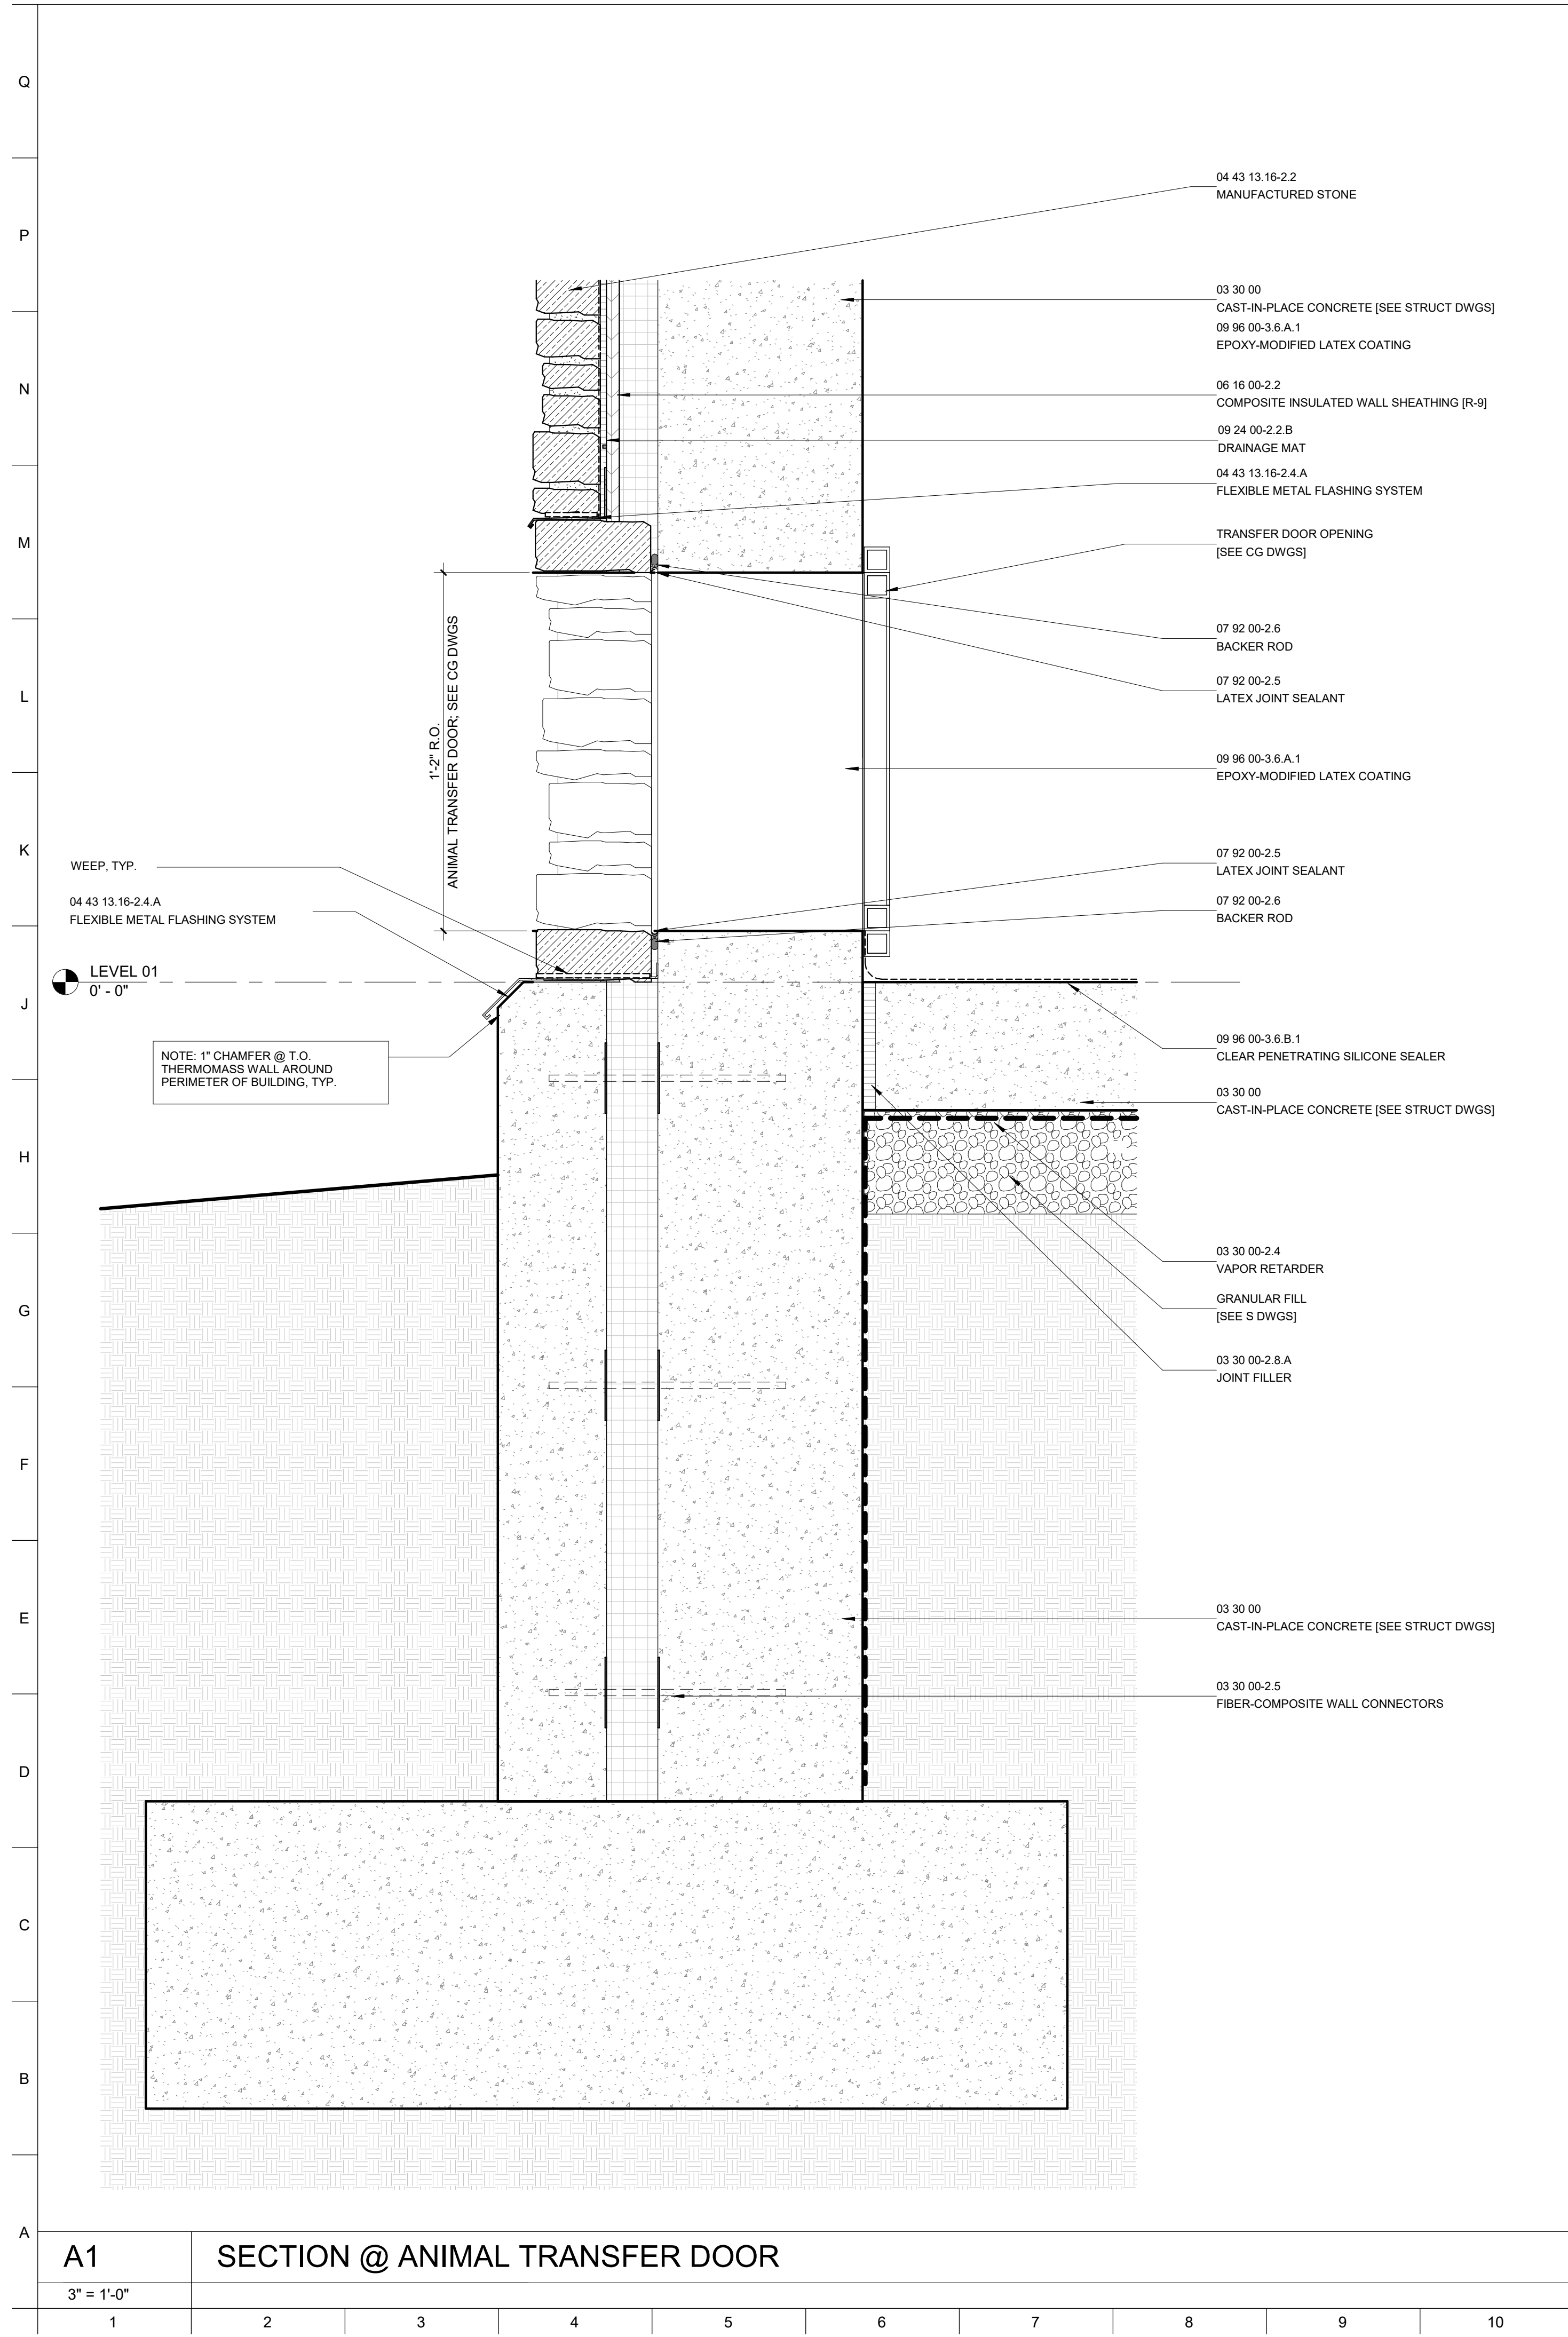 Q
P
N
M
L
K
J
H
G
F
E
D
C
B
A
04 43 13.16-2.2
MANUFACTURED STONE
03 30 00
CAST-IN-PLACE CONCRETE [SEE STRUCT DWGS]
09 96 00-3.6.A.1
EPOXY-MODIFIED LATEX COATING
06 16 00-2.2
COMPOSITE INSULATED WALL SHEATHING [R-9]
09 24 00-2.2.B
DRAINAGE MAT
04 43 13.16-2.4.A
FLEXIBLE METAL FLASHING SYSTEM
TRANSFER DOOR OPENING
[SEE CG DWGS]
07 92 00-2.6
BACKER ROD
07 92 00-2.5
LATEX JOINT SEALANT
09 96 00-3.6.A.1
EPOXY-MODIFIED LATEX COATING
07 92 00-2.5
LATEX JOINT SEALANT
07 92 00-2.6
BACKER ROD
1'-2" R.O.
ANIMAL TRANSFER DOOR; SEE CG DWGS
WEEP, TYP.
04 43 13.16-2.4.A
FLEXIBLE METAL FLASHING SYSTEM
LEVEL 01
0' - 0"
NOTE: 1" CHAMFER @ T.O.
THERMOMASS WALL AROUND
PERIMETER OF BUILDING, TYP.
09 96 00-3.6.B.1
CLEAR PENETRATING SILICONE SEALER
03 30 00
CAST-IN-PLACE CONCRETE [SEE STRUCT DWGS]
03 30 00-2.4
VAPOR RETARDER
GRANULAR FILL
[SEE S DWGS]
03 30 00-2.8.A
JOINT FILLER
03 30 00
CAST-IN-PLACE CONCRETE [SEE STRUCT DWGS]
03 30 00-2.5
FIBER-COMPOSITE WALL CONNECTORS
A1
SECTION @ ANIMAL TRANSFER DOOR
3" = 1'-0"
1 2 3 4 5 6 7 8 9 10